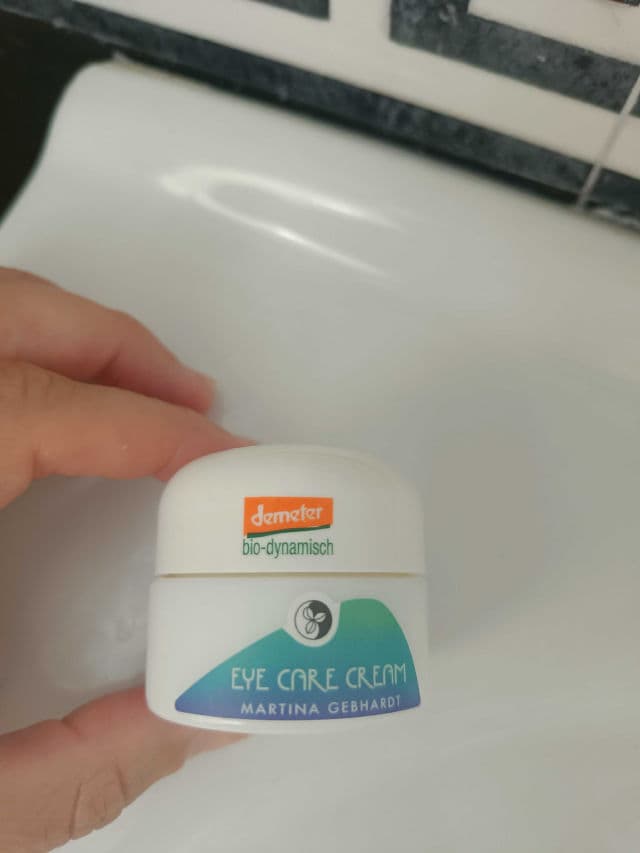 demeter
bio-dynamisch
EYE CARE CREAM
MARTINA GEBHARDT